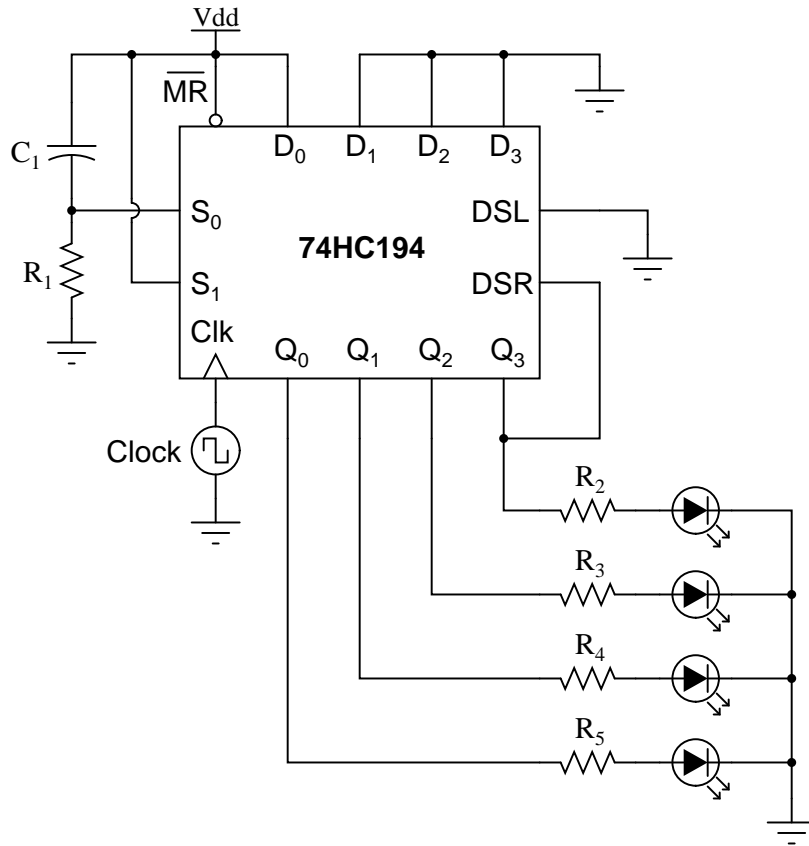 Vdd
MR
D0 D1 D2 D3
C1
S0 DSL
74HC194
R1
S1 DSR
Clk
Q0 Q1 Q2 Q3
Clock
R2
R3
R4
R5